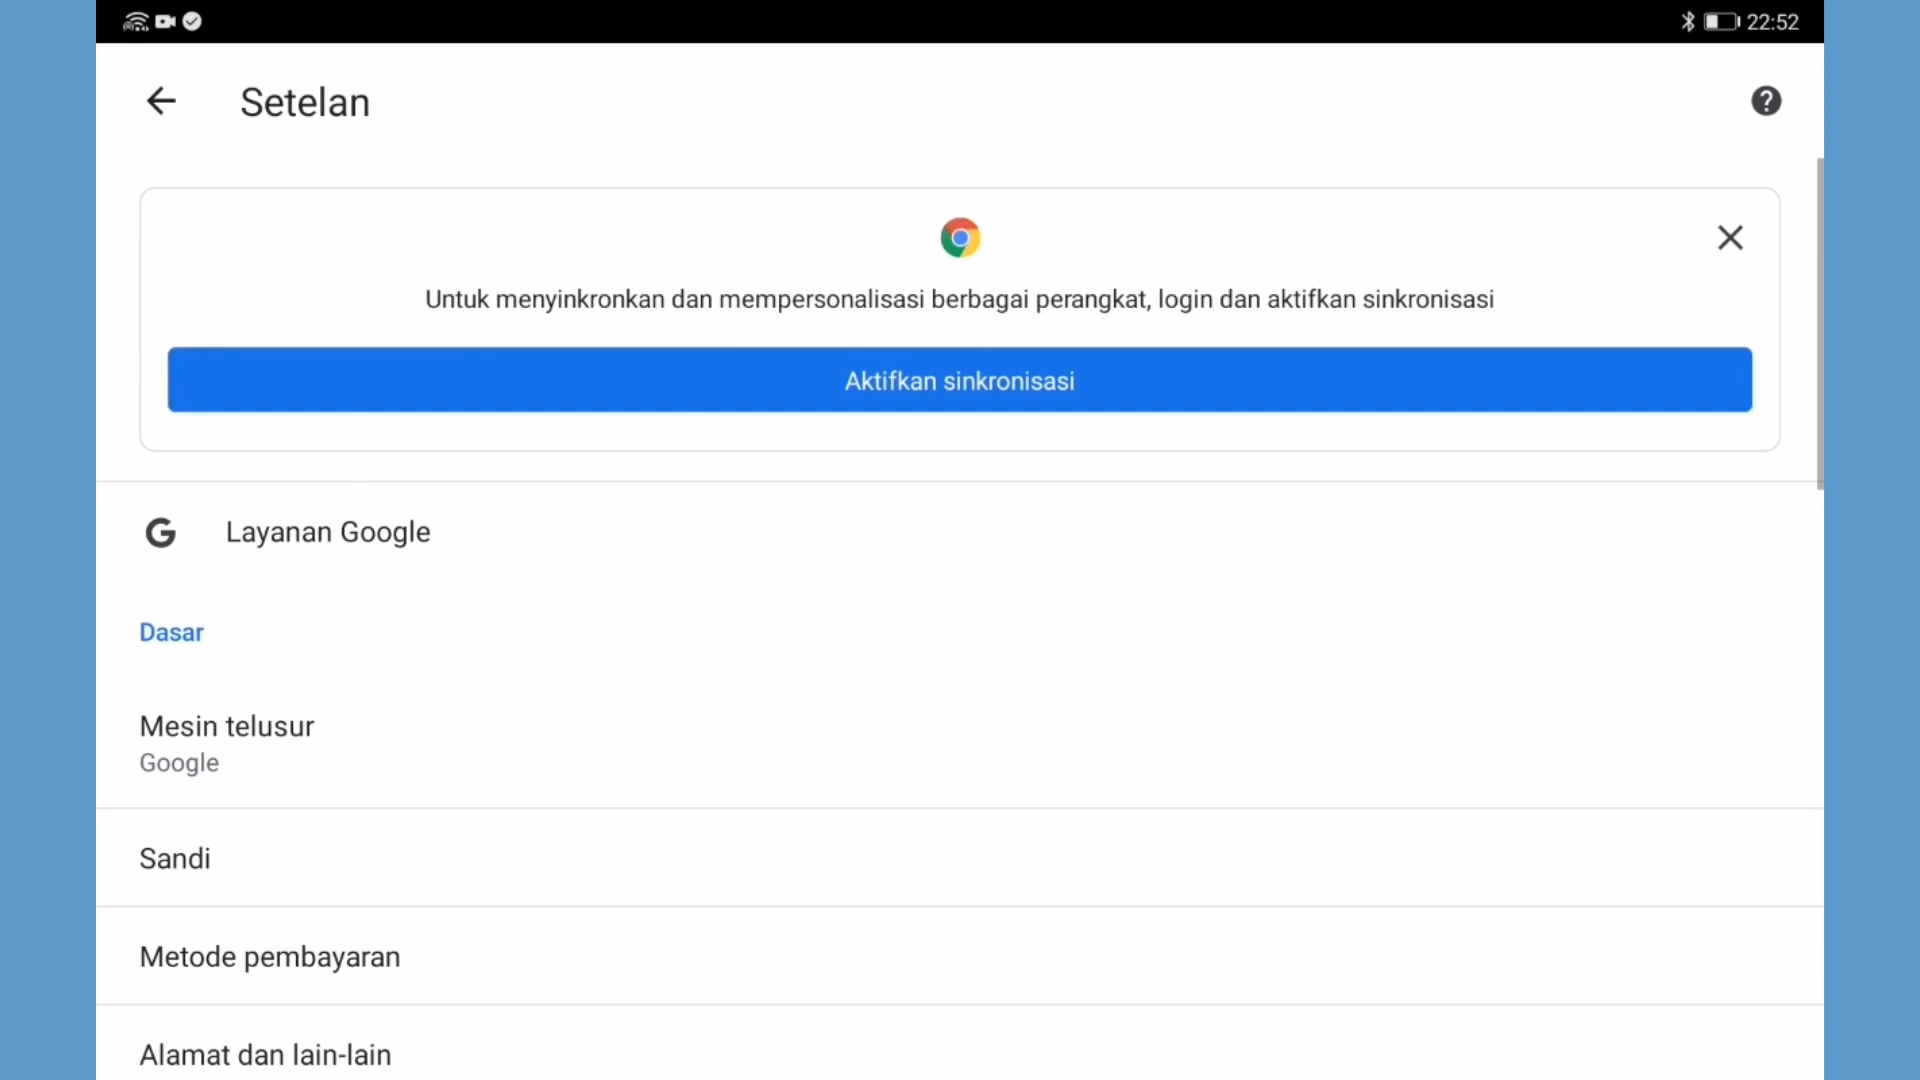 22:52
Setelan
Untuk menyinkronkan dan mempersonalisasi berbagai perangkat, login dan aktifkan sinkronisasi
Aktifkan sinkronisasi
Layanan Google
Dasar
Mesin telusur
Google
Sandi
Metode pembayaran
Alamat dan lain-lain